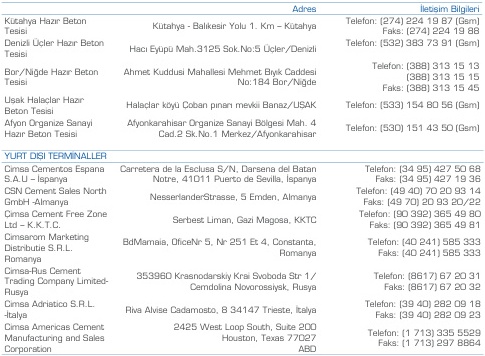 Adres İletişim Bilgileri
Kütahya Hazır Beton Tesisi Kütahya - Balıkesir Yolu 1. Km – Kütahya Telefon: (274) 224 19 87 (Gsm)
Faks: (274) 224 19 88
Denizli Üçler Hazır Beton Tesisi Hacı Eyüpü Mah.3125 Sok.No:5 Üçler/Denizli Telefon: (532) 383 73 91 (Gsm)
Bor/Niğde Hazır Beton Tesisi Ahmet Kuddusi Mahallesi Mehmet Bıyık Caddesi No:184 Bor/Niğde Telefon: (388) 313 15 13
(388) 313 15 15
Faks: (388) 313 15 45
Uşak Halaçlar Hazır Beton Tesisi Halaçlar köyü Çoban pınarı mevkii Banaz/UŞAK Telefon: (533) 154 80 56 (Gsm)
Afyon Organize Sanayi Hazır Beton Tesisi Afyonkarahisar Organize Sanayi Bölgesi Mah. 4 Cad.2 Sk.No.1 Merkez/Afyonkarahisar Telefon: (530) 151 43 50 (Gsm)
YURT DIŞI TERMİNALLER
Cimsa Cementos Espana S.A.U – İspanya Carretera de la Esclusa S/N, Darsena del Batan Notre, 41011 Puerto de Sevilla, İspanya Telefon: (34 95) 427 50 68
Faks: (34 95) 427 19 36
CSN Cement Sales North GmbH -Almanya NesserlanderStrasse, 5 Emden, Almanya Telefon: (49 40) 70 20 93 14
Faks: (49 70) 20 93 20/22
Cimsa Cement Free Zone Ltd – K.K.T.C. Serbest Liman, Gazi Magosa, KKTC Telefon: (90 392) 365 49 80
Faks: (90 392) 365 49 81
Cimsarom Marketing Distributie S.R.L. Romanya BdMamaia, OficeNr 5, Nr 251 Et 4, Constanta, Romanya Telefon: (40 241) 585 333
Faks: (40 241) 585 333
Cimsa-Rus Cement Trading Company Limited-Rusya 353960 Krasnodarskiy Krai Svoboda Str 1/ Cemdolina Novorossiysk, Rusya Telefon: (8617) 67 20 31
Faks: (8617) 67 20 32
Cimsa Adriatico S.R.L. -İtalya Riva Alvise Cadamosto, 8 34147 Trieste, İtalya Telefon: (39 40) 282 09 18
Faks: (39 40) 282 09 23
Cimsa Americas Cement Manufacturing and Sales Corporation 2425 West Loop South, Suite 200 Houston, Texas 77027 ABD Telefon: (1 713) 335 5529
Faks: (1 713) 297 8864